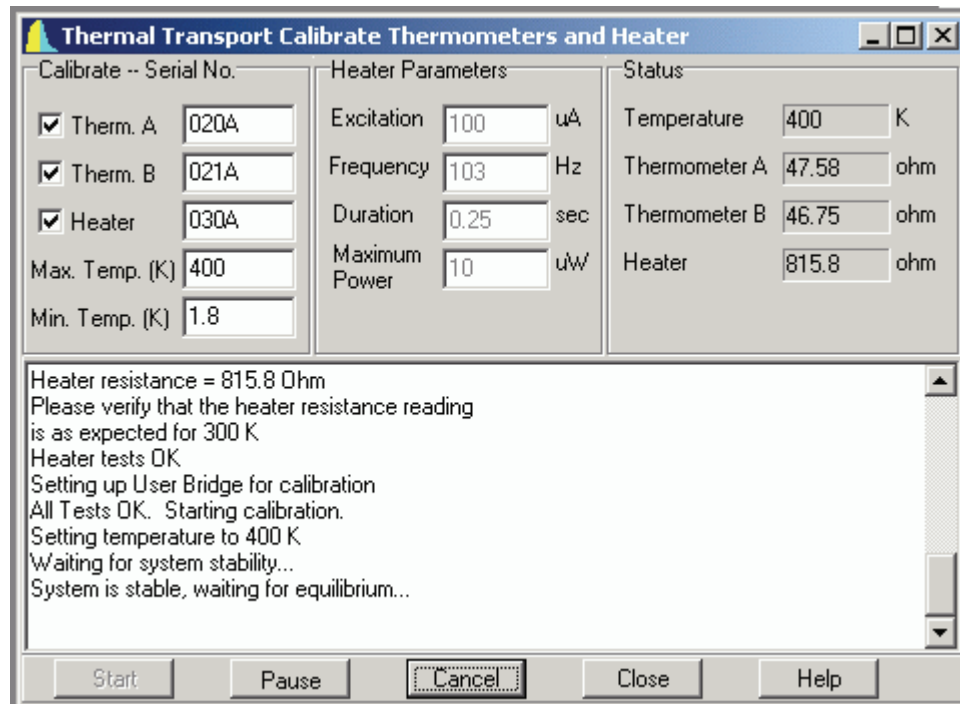 Thermal Transport Calibrate Thermometers and Heater
Calibrate -- Serial No.
Therm. A 020A
Therm. B 021A
Heater 030A
Max. Temp. (K) 400
Min. Temp. (K) 1.8
Heater Parameters
Excitation 100 uA
Frequency 103 Hz
Duration 0.25 sec
Maximum
Power 10 uW
Status
Temperature 400 K
Thermometer A 47.58 ohm
Thermometer B 46.75 ohm
Heater 815.8 ohm
Heater resistance = 815.8 Ohm
Please verify that the heater resistance reading
is as expected for 300 K
Heater tests OK
Setting up User Bridge for calibration
All Tests OK.  Starting calibration.
Setting temperature to 400 K
Waiting for system stability...
System is stable, waiting for equilibrium...
Start Pause Cancel Close Help